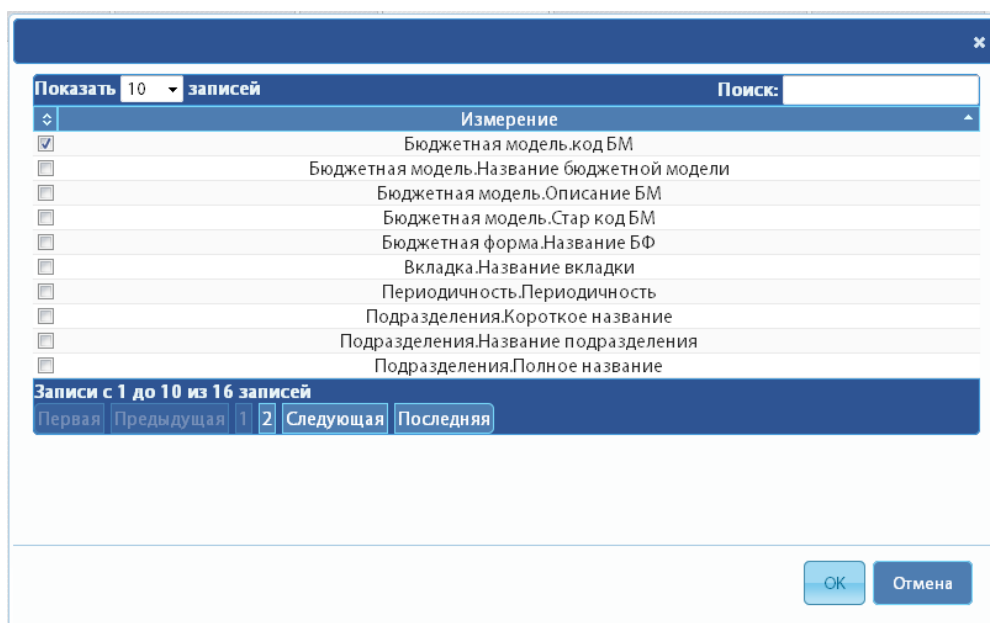 Показать 10 записей Поиск:
Измерение
Бюджетная модель.код БМ
Бюджетная модель.Название бюджетной модели
Бюджетная модель.Описание БМ
Бюджетная модель.Стар код БМ
Бюджетная форма.Название БФ
Вкладка.Название вкладки
Периодичность.Периодичность
Подразделения.Короткое название
Подразделения.Название подразделения
Подразделения.Полное название
Записи с 1 до 10 из 16 записей
Первая Предыдущая 1 2 Следующая Последняя
OK Отмена